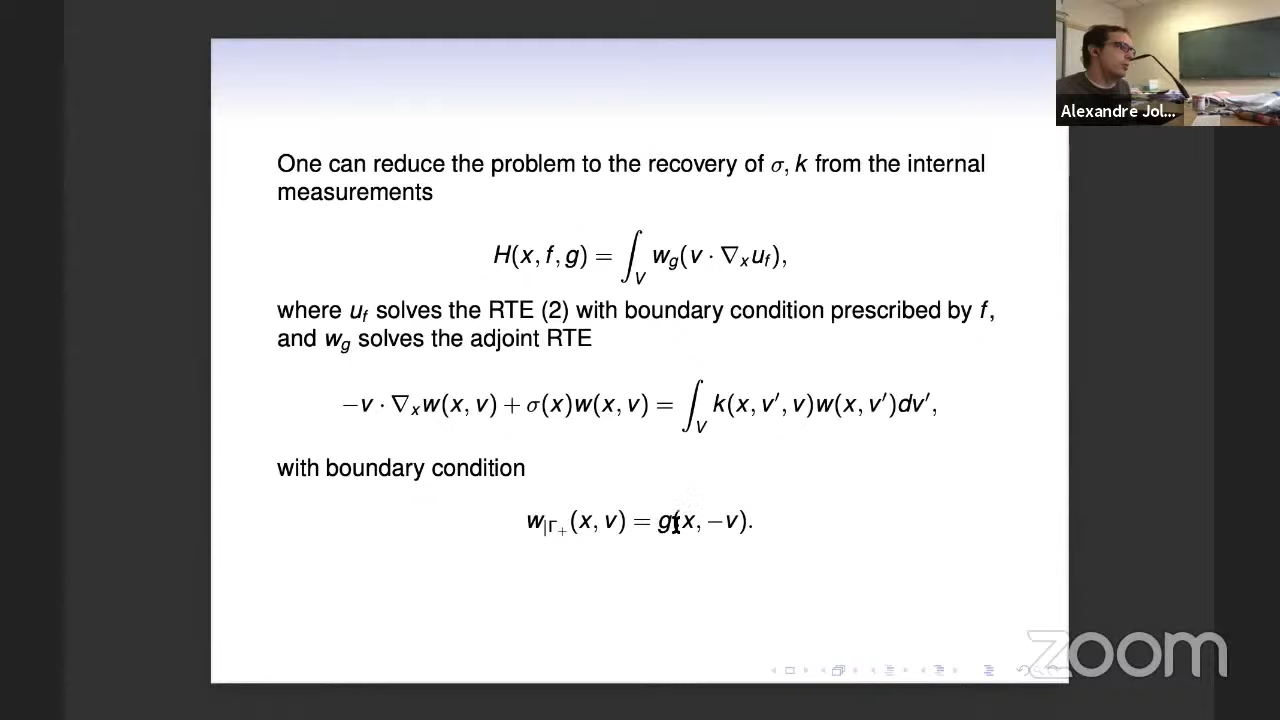 Alexandre Jol...
One can reduce the problem to the recovery of σ, k from the internal
measurements
H(x, f, g) = ∫_V w_g(v · ∇_x u_f),
where u_f solves the RTE (2) with boundary condition prescribed by f,
and w_g solves the adjoint RTE
−v · ∇_x w(x, v) + σ(x)w(x, v) = ∫_V k(x, v′, v)w(x, v′)dv′,
with boundary condition
w_{|Γ_+}(x, v) = g(x, −v).
zoom